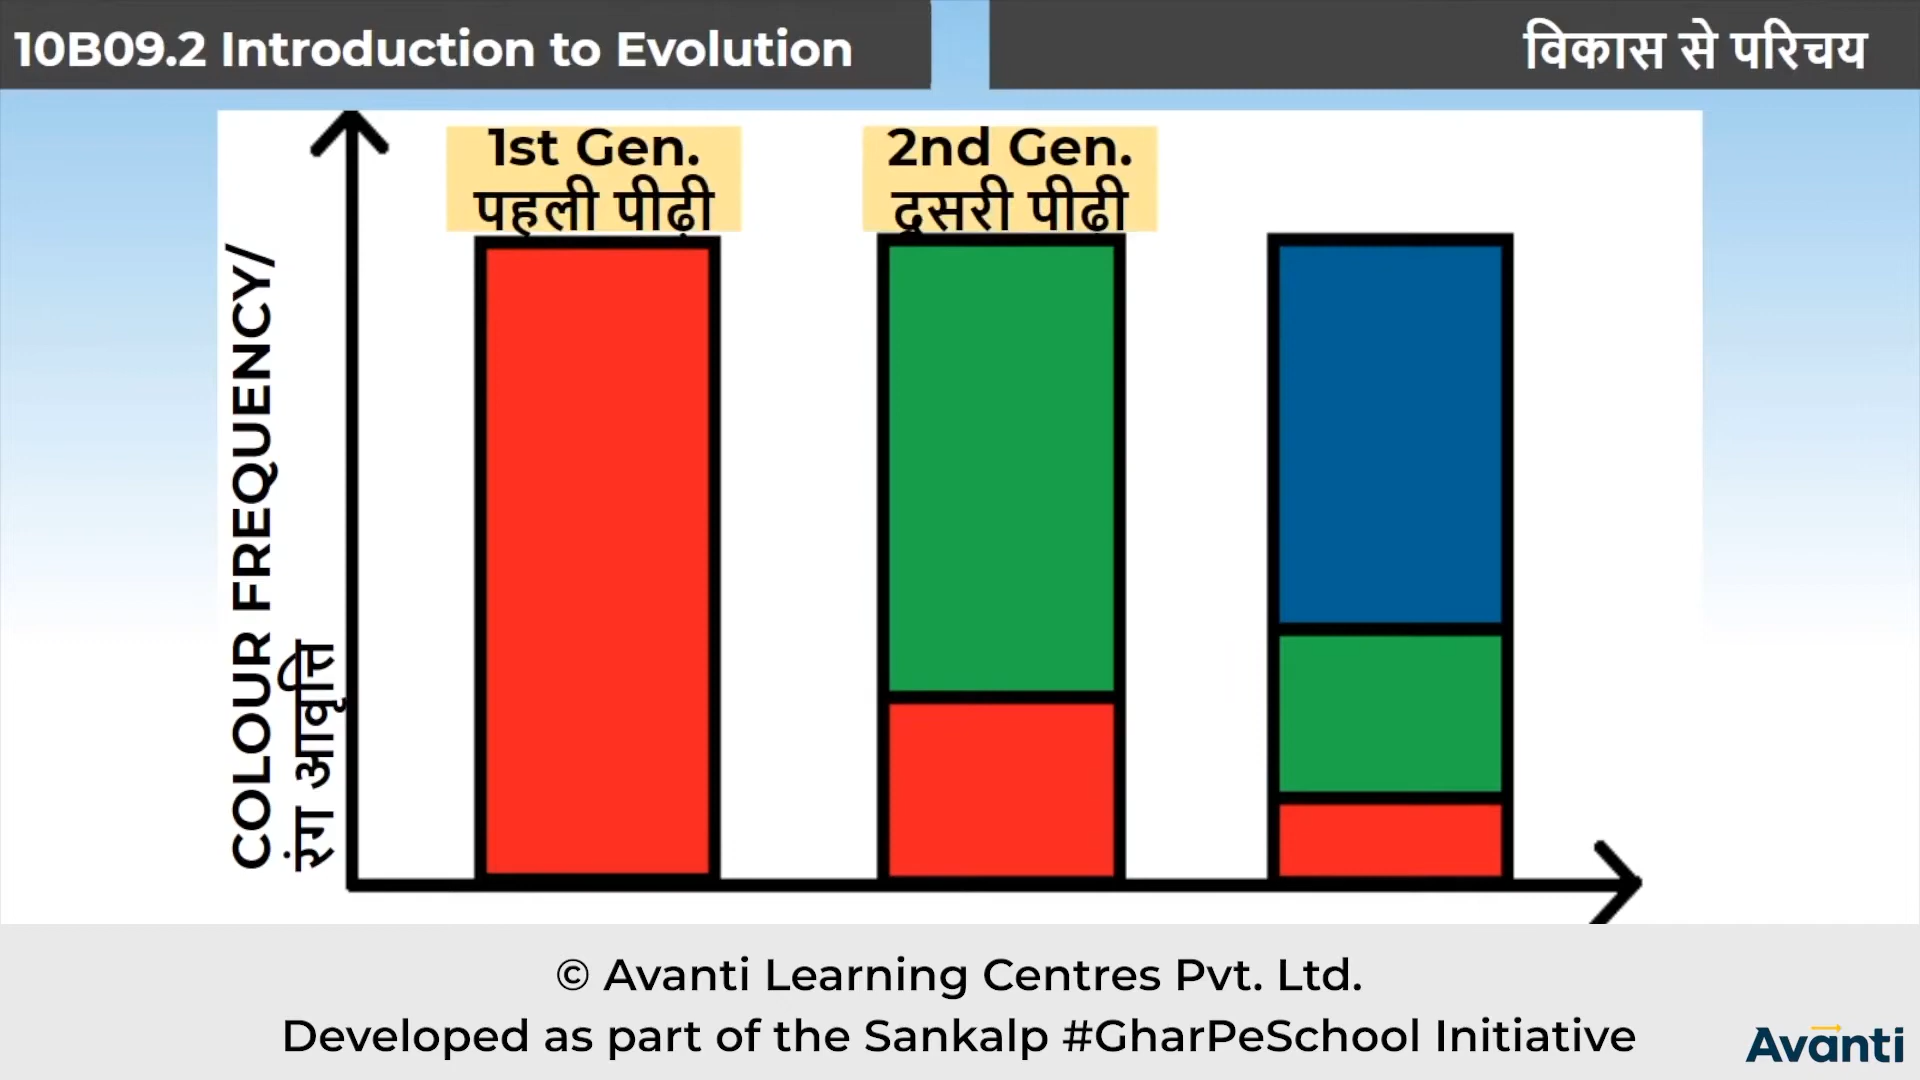 10B09.2 Introduction to Evolution
विकास से परिचय
1st Gen.
पहली पीढ़ी
2nd Gen.
दूसरी पीढ़ी
COLOUR FREQUENCY/
रंग आवृत्ति
© Avanti Learning Centres Pvt. Ltd.
Developed as part of the Sankalp #GharPeSchool Initiative
Avanti